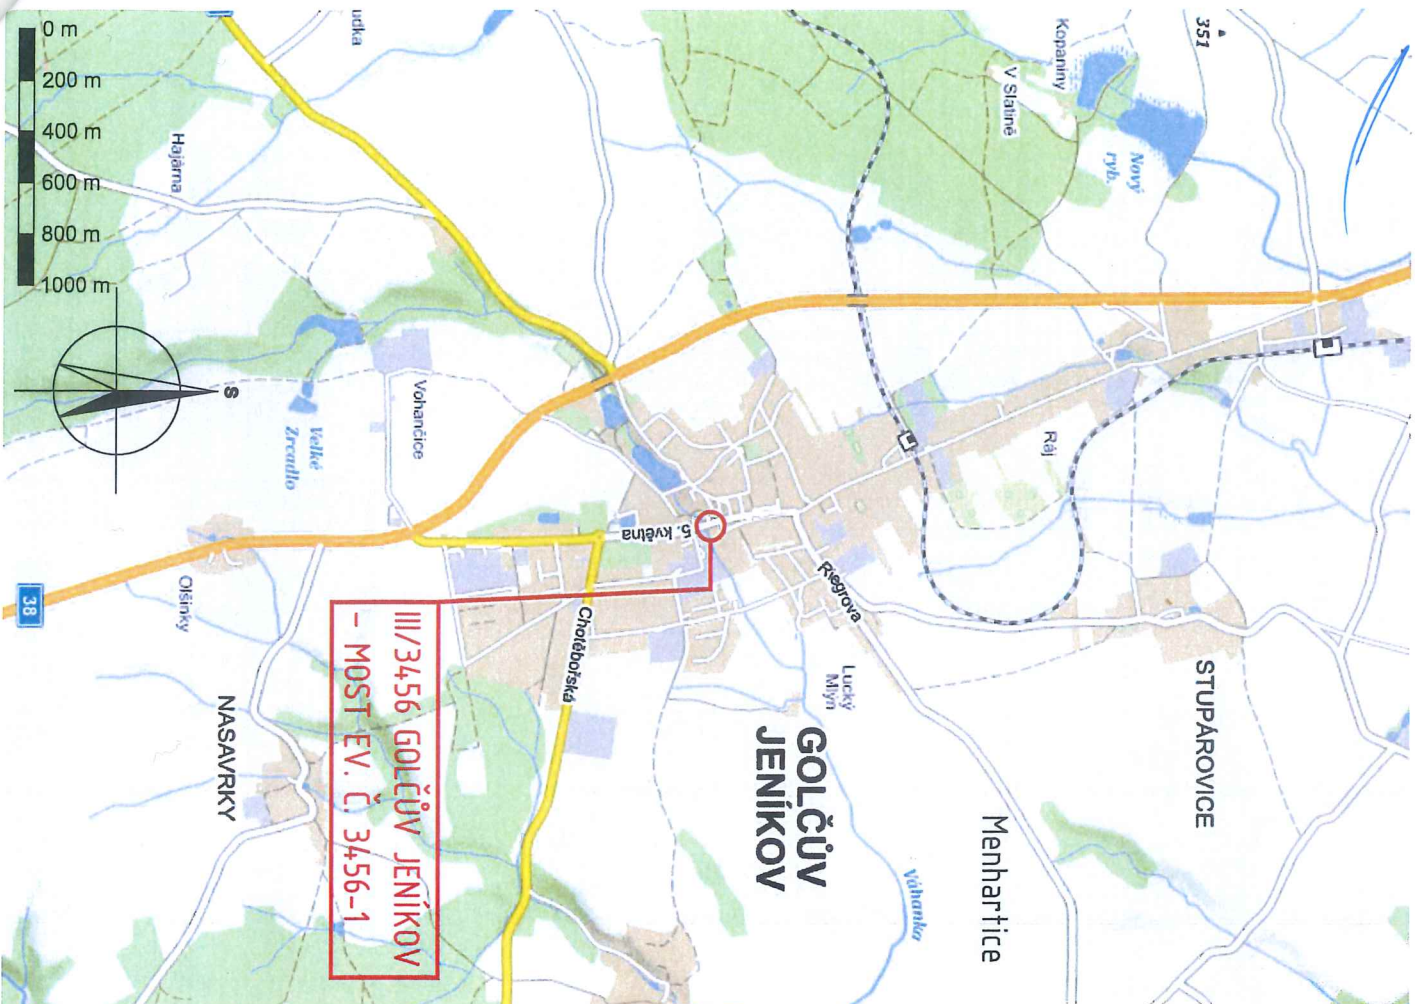 0 m
200 m
400 m
600 m
800 m
1000 m
S
351
Kopaniny
V Slatině
Nový
ryb.
Hajárna
Vohančice
Velké
Zrcadlo
Ráj
5. května
Riegrova
Chotěbořská
Lucký
Mlýn
Olšinky
38
NASAVRKY
STUPÁROVICE
GOLČŮV
JENÍKOV
Menhartice
Váhanka
III/3456 GOLČŮV JENÍKOV
- MOST EV. Č. 3456-1